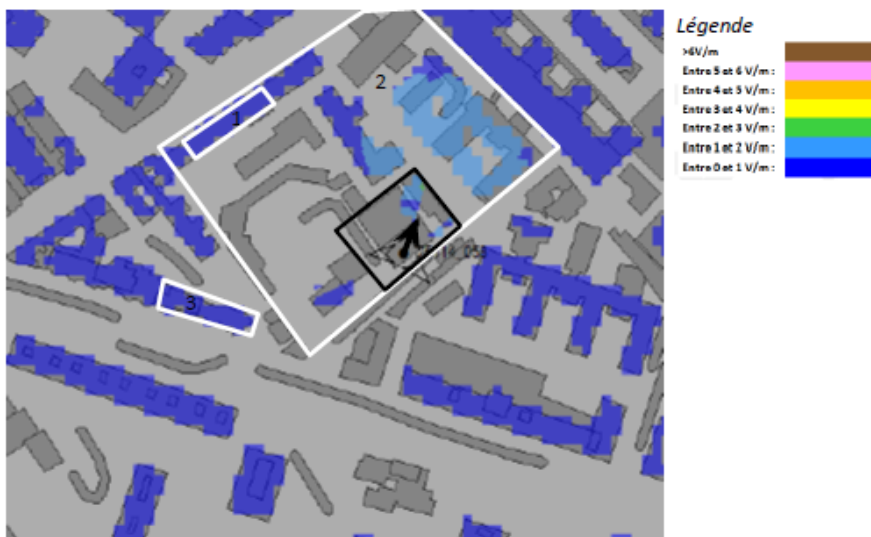 Légende
>6V/m
Entre 5 et 6 V/m :
Entre 4 et 5 V/m :
Entre 3 et 4 V/m :
Entre 2 et 3 V/m :
Entre 1 et 2 V/m :
Entre 0 et 1 V/m :
2
1
3